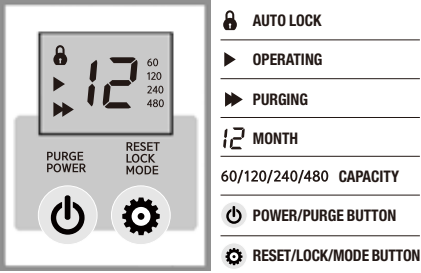 12
60
120
240
480
PURGE
POWER
RESET
LOCK
MODE
AUTO LOCK
OPERATING
PURGING
12 MONTH
60/120/240/480 CAPACITY
POWER/PURGE BUTTON
RESET/LOCK/MODE BUTTON